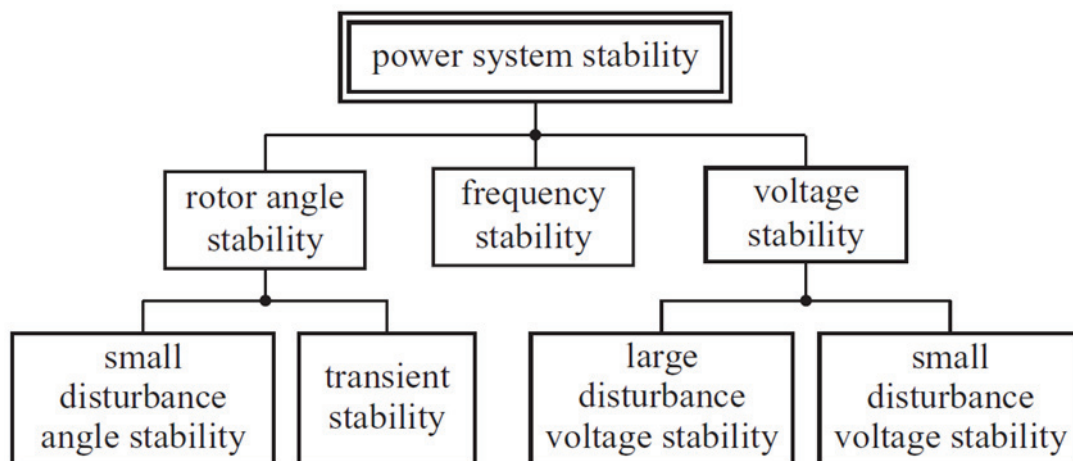 power system stability
rotor angle
stability
frequency
stability
voltage
stability
small
disturbance
angle stability
transient
stability
large
disturbance
voltage stability
small
disturbance
voltage stability